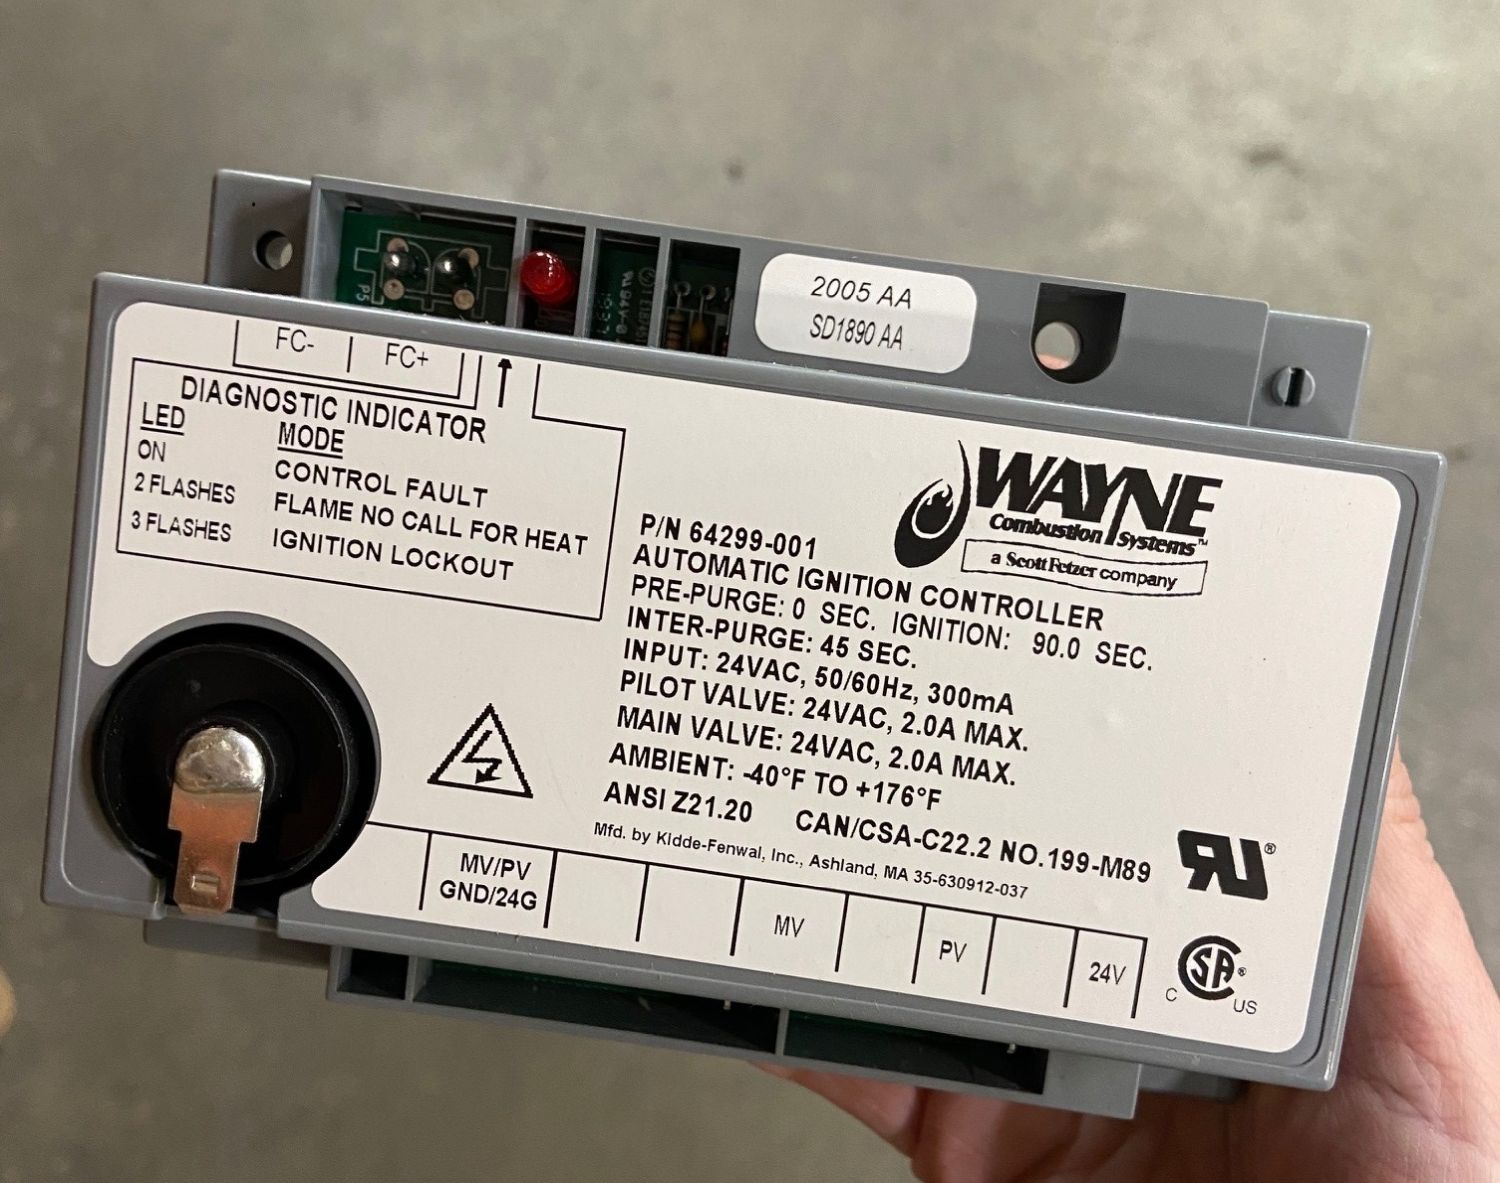 2005 AA
SD1890 AA
FC- FC+
DIAGNOSTIC INDICATOR
LED MODE
ON CONTROL FAULT
2 FLASHES FLAME NO CALL FOR HEAT
3 FLASHES IGNITION LOCKOUT
WAYNE
Combustion Systems™
a Scott Fetzer company
P/N 64299-001
AUTOMATIC IGNITION CONTROLLER
PRE-PURGE: 0 SEC. IGNITION: 90.0 SEC.
INTER-PURGE: 45 SEC.
INPUT: 24VAC, 50/60Hz, 300mA
PILOT VALVE: 24VAC, 2.0A MAX.
MAIN VALVE: 24VAC, 2.0A MAX.
AMBIENT: -40°F TO +176°F
ANSI Z21.20 CAN/CSA-C22.2 NO.199-M89
Mfd. by Kidde-Fenwal, Inc., Ashland, MA 35-630912-037
MV/PV
GND/24G
MV
PV
24V
RU®
C SA® US